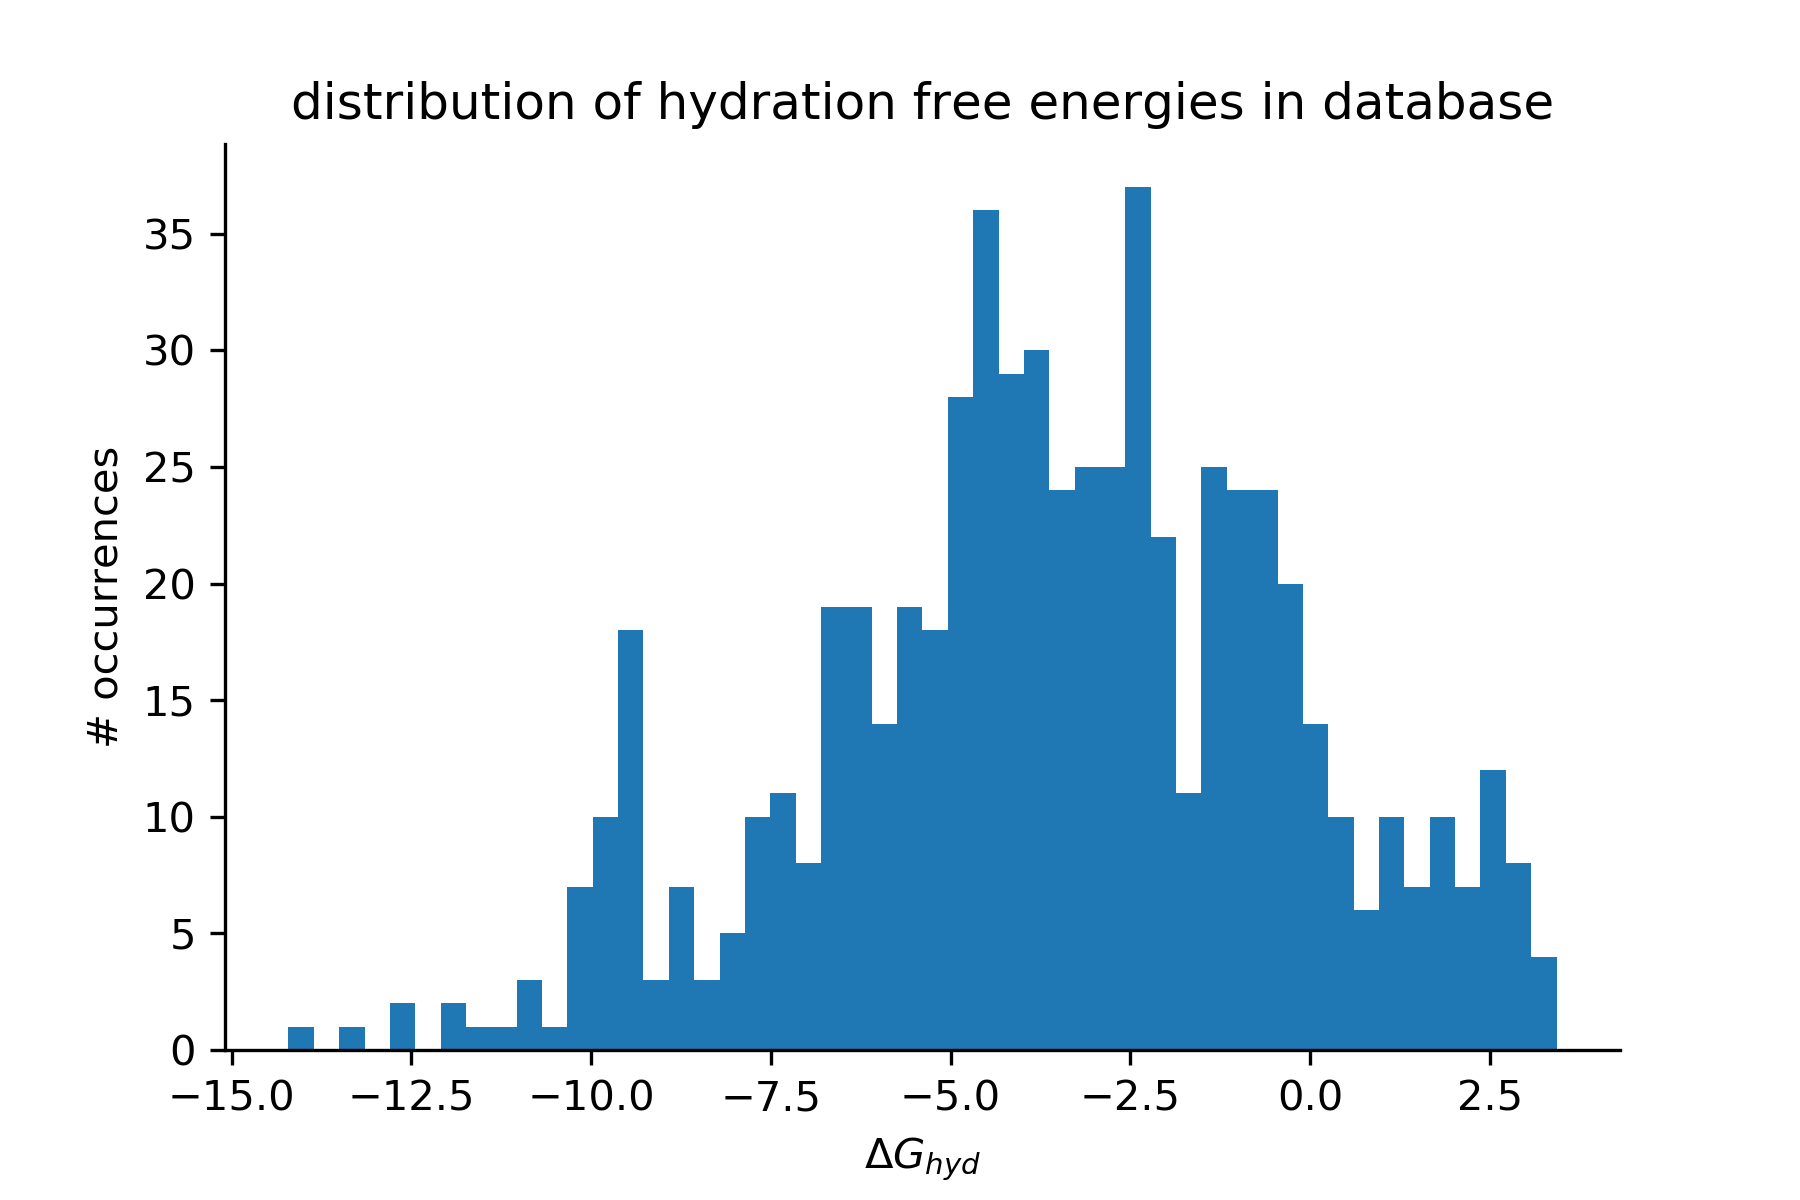 distribution of hydration free energies in database
# occurrences
35
30
25
20
15
10
5
0
−15.0 −12.5 −10.0 −7.5 −5.0 −2.5 0.0 2.5
ΔG_hyd